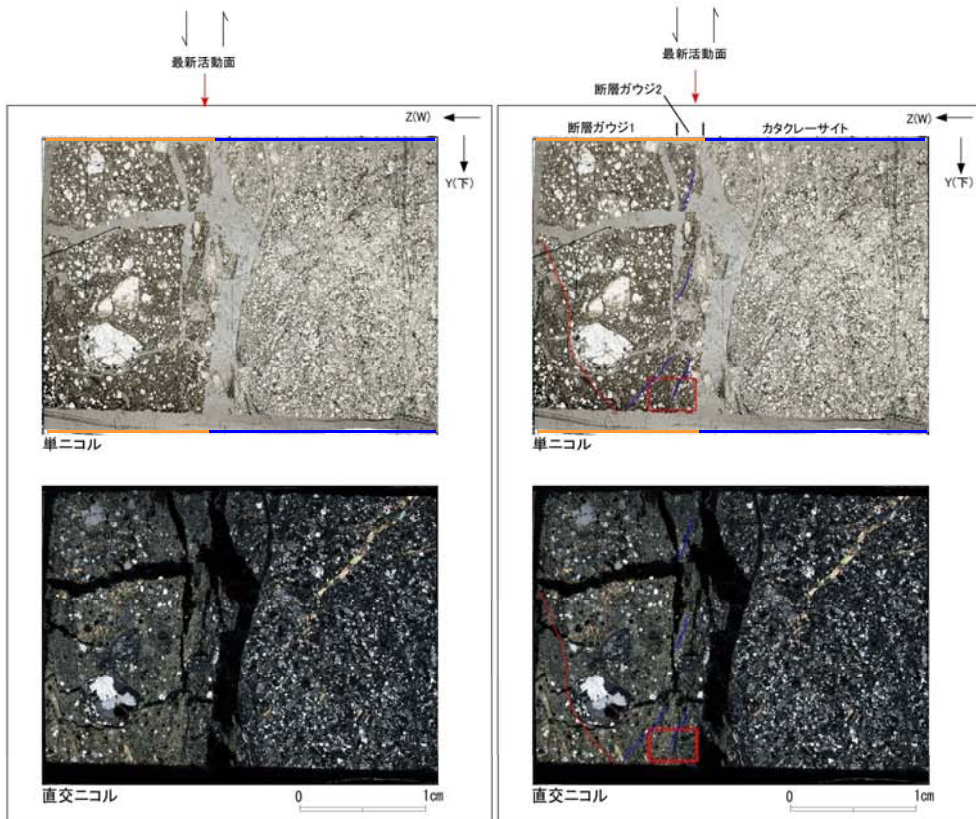 最新活動面
Z(W)
Y(下)
単ニコル
直交ニコル
0 1cm
最新活動面
断層ガウジ2
断層ガウジ1
カタクレーサイト
Z(W)
Y(下)
単ニコル
直交ニコル
0 1cm